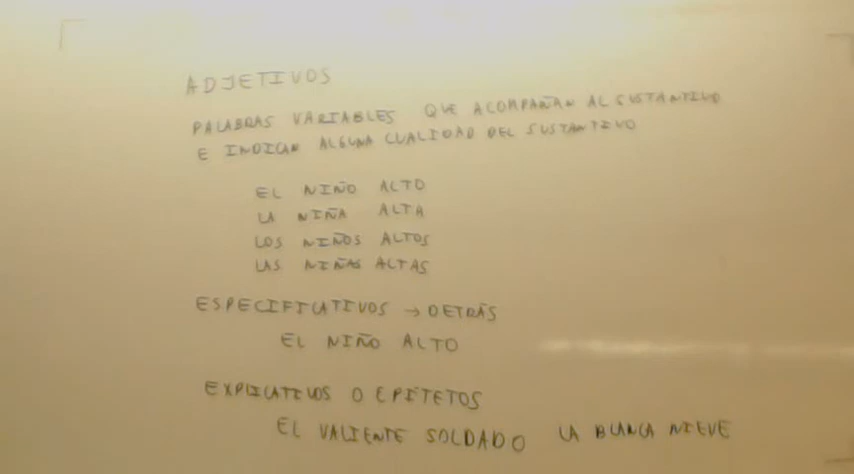 ADJETIVOS
PALABRAS VARIABLES QUE ACOMPAÑAN AL SUSTANTIVO
E INDICAN ALGUNA CUALIDAD DEL SUSTANTIVO
EL NIÑO ALTO
LA NIÑA ALTA
LOS NIÑOS ALTOS
LAS NIÑAS ALTAS
ESPECIFICATIVOS → DETRÁS
EL NIÑO ALTO
EXPLICATIVOS O EPÍTETOS
EL VALIENTE SOLDADO LA BLANCA NIEVE